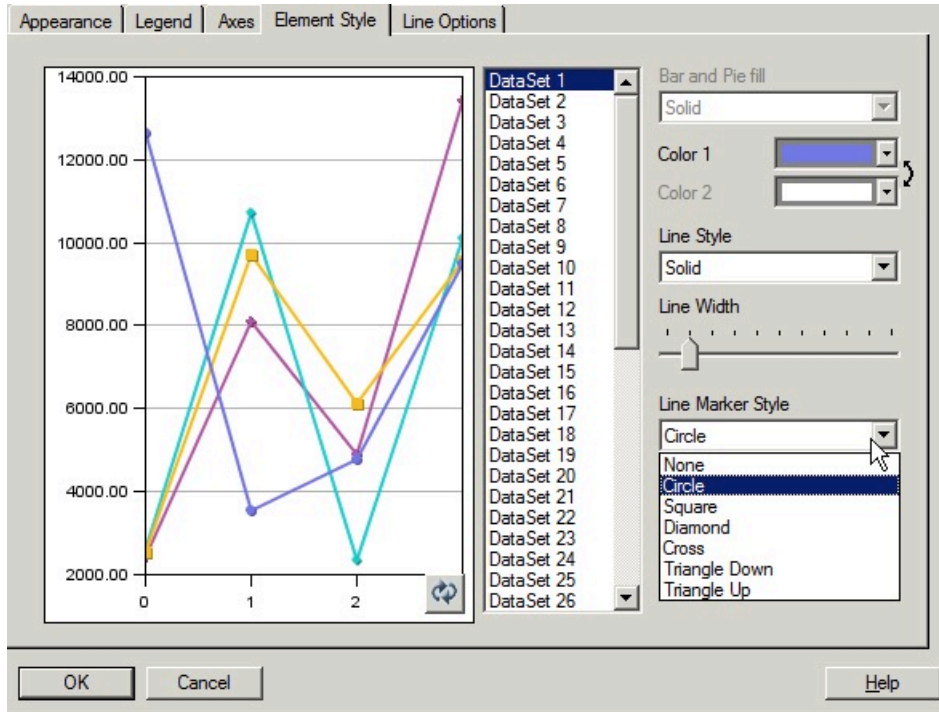 Appearance Legend Axes Element Style Line Options
14000.00
12000.00
10000.00
8000.00
6000.00
4000.00
2000.00
0 1 2
DataSet 1
DataSet 2
DataSet 3
DataSet 4
DataSet 5
DataSet 6
DataSet 7
DataSet 8
DataSet 9
DataSet 10
DataSet 11
DataSet 12
DataSet 13
DataSet 14
DataSet 15
DataSet 16
DataSet 17
DataSet 18
DataSet 19
DataSet 20
DataSet 21
DataSet 22
DataSet 23
DataSet 24
DataSet 25
DataSet 26
Bar and Pie fill
Solid
Color 1
Color 2
Line Style
Solid
Line Width
Line Marker Style
Circle
None
Circle
Square
Diamond
Cross
Triangle Down
Triangle Up
OK Cancel Help